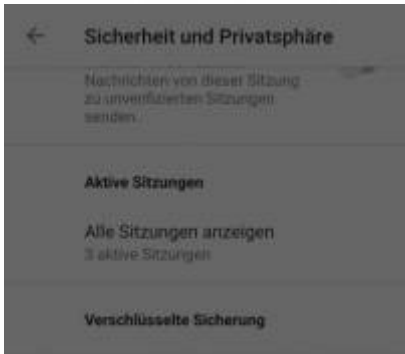 Sicherheit und Privatsphäre
Nachrichten von dieser Sitzung
zu unverifizierten Sitzungen
senden.
Aktive Sitzungen
Alle Sitzungen anzeigen
3 aktive Sitzungen
Verschlüsselte Sicherung